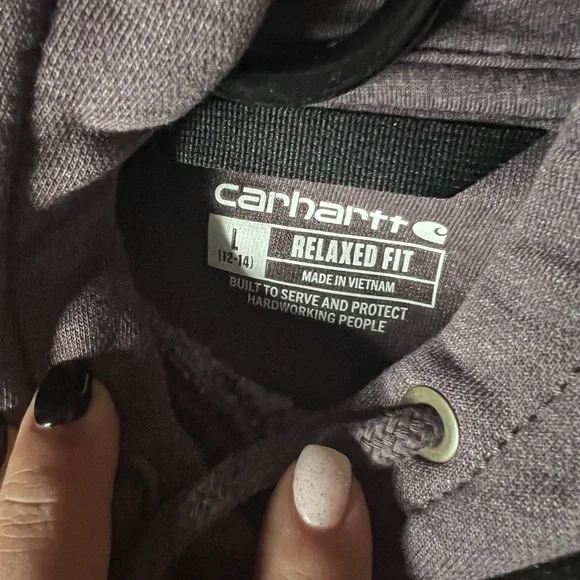 carhartt
L
(12-14)
RELAXED FIT
MADE IN VIETNAM
BUILT TO SERVE AND PROTECT
HARDWORKING PEOPLE